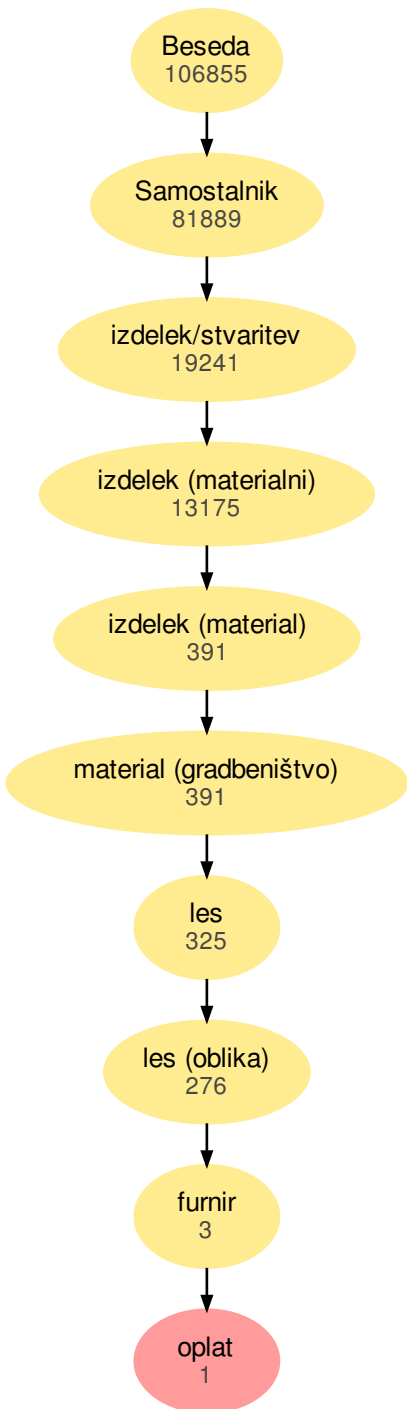 Beseda
106855
Samostalnik
81889
izdelek/stvaritev
19241
izdelek (materialni)
13175
izdelek (material)
391
material (gradbeništvo)
391
les
325
les (oblika)
276
furnir
3
oplat
1